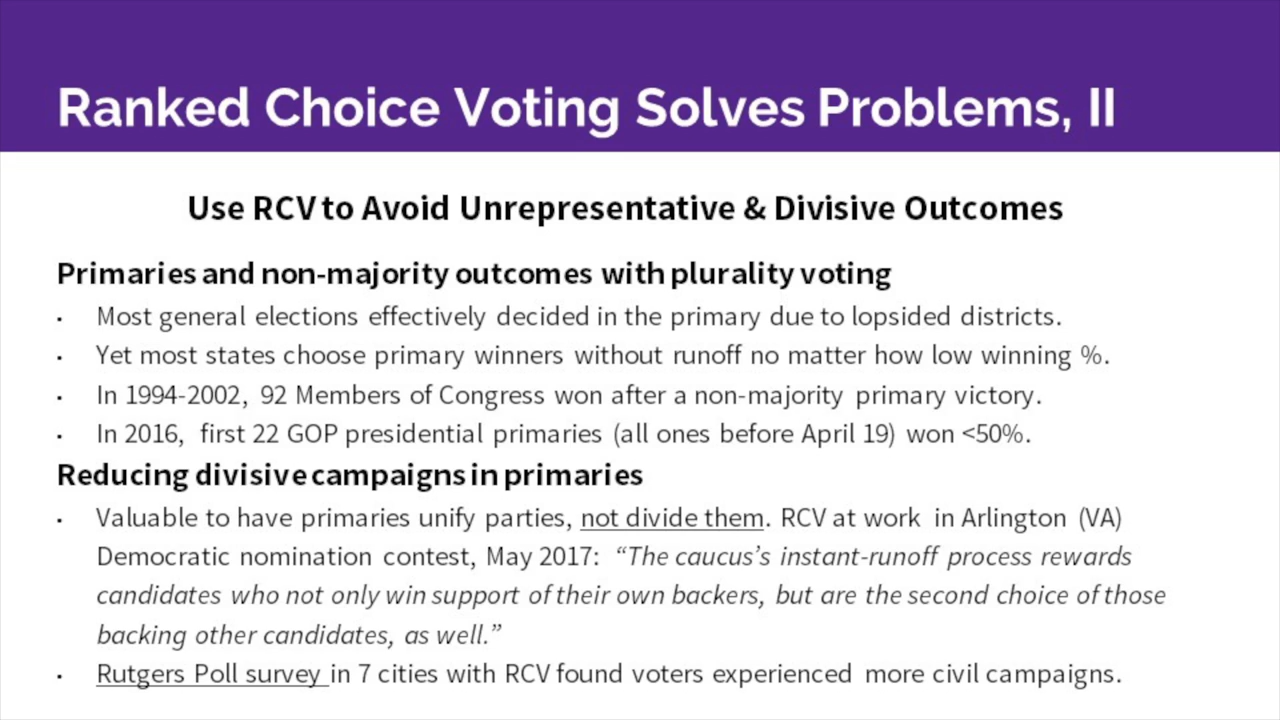 Ranked Choice Voting Solves Problems, II
Use RCV to Avoid Unrepresentative & Divisive Outcomes
Primaries and non-majority outcomes with plurality voting
• Most general elections effectively decided in the primary due to lopsided districts.
• Yet most states choose primary winners without runoff no matter how low winning %.
• In 1994-2002, 92 Members of Congress won after a non-majority primary victory.
• In 2016, first 22 GOP presidential primaries (all ones before April 19) won <50%.
Reducing divisive campaigns in primaries
• Valuable to have primaries unify parties, not divide them. RCV at work in Arlington (VA)
Democratic nomination contest, May 2017: “The caucus’s instant-runoff process rewards
candidates who not only win support of their own backers, but are the second choice of those
backing other candidates, as well.”
• Rutgers Poll survey in 7 cities with RCV found voters experienced more civil campaigns.